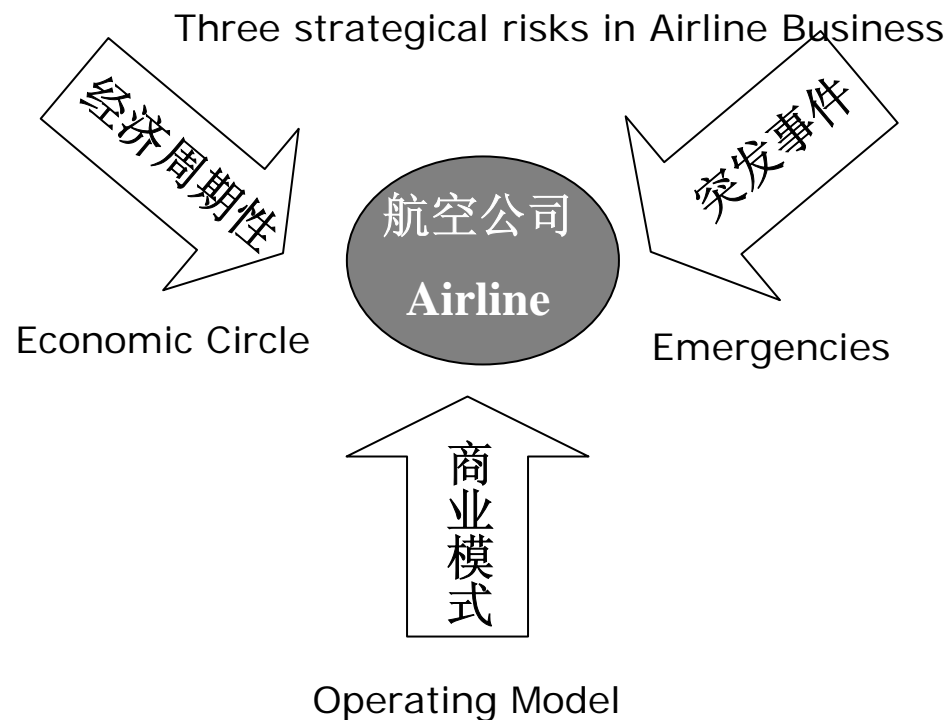 Three strategical risks in Airline Business
经济周期性
突发事件
航空公司
Airline
Economic Circle
Emergencies
商业模式
Operating Model